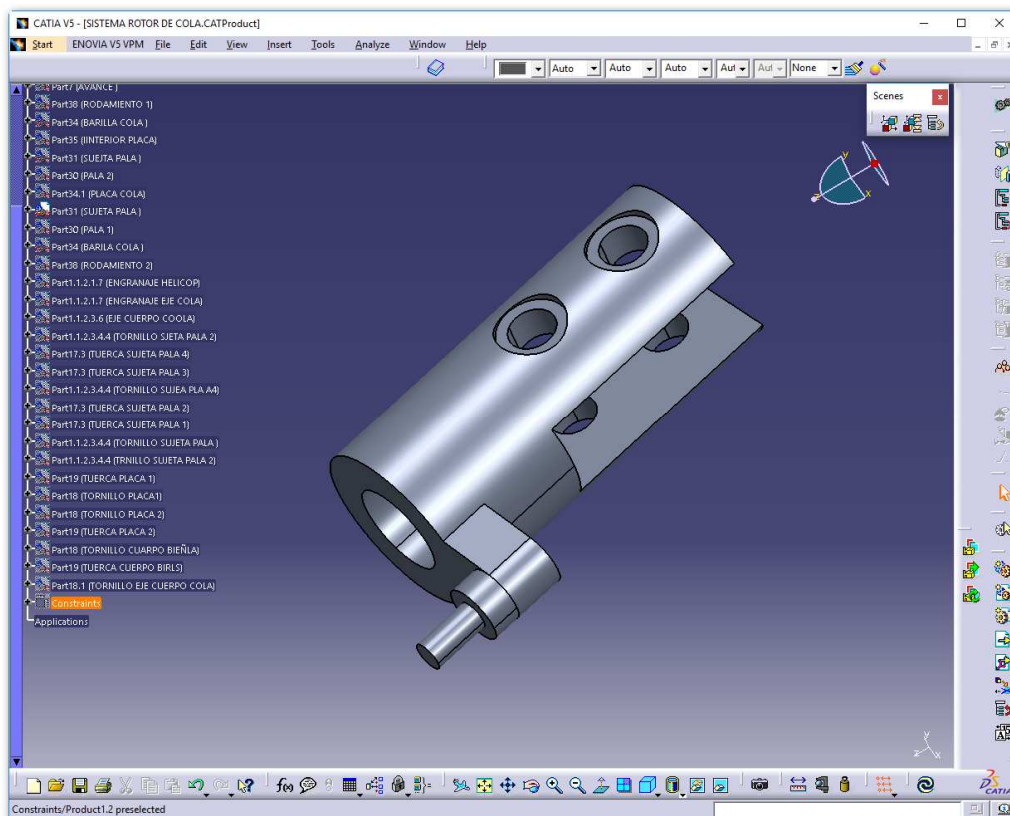 CATIA V5 - [SISTEMA ROTOR DE COLA.CATProduct]
Start ENOVIA V5 VPM File Edit View Insert Tools Analyze Window Help
Auto Auto Auto Aut Aut None
Scenes
Part7 (AVANCE )
Part38 (RODAMIENTO 1)
Part34 (BARILLA COLA )
Part35 (IINTERIOR PLACA)
Part31 (SUEJTA PALA )
Part30 (PALA 2)
Part34.1 (PLACA COLA)
Part31 (SUJETA PALA )
Part30 (PALA 1)
Part34 (BARILA COLA )
Part38 (RODAMIENTO 2)
Part1.1.2.1.7 (ENGRANAJE HELICOP)
Part1.1.2.1.7 (ENGRANAJE EJE COLA)
Part1.1.2.3.6 (EJE CUERPO COOLA)
Part1.1.2.3.4.4 (TORNILLO SJETA PALA 2)
Part17.3 (TUERCA SUJETA PALA 4)
Part17.3 (TUERCA SUJETA PALA 3)
Part1.1.2.3.4.4 (TORNILLO SUJEA PLA A4)
Part17.3 (TUERCA SUJETA PALA 2)
Part17.3 (TUERCA SUJETA PALA 1)
Part1.1.2.3.4.4 (TORNILLO SUJETA PALA )
Part1.1.2.3.4.4 (TRNILLO SUJETA PALA 2)
Part19 (TUERCA PLACA 1)
Part18 (TORNILLO PLACA1)
Part18 (TORNILLO PLACA 2)
Part19 (TUERCA PLACA 2)
Part18 (TORNILLO CUARPO BIEÑLA)
Part19 (TUERCA CUERPO BIRLS)
Part18.1 (TORNILLO EJE CUERPO COLA)
Constraints
Applications
y
x
z
y
z x
f(x)
CATIA
Constraints/Product1.2 preselected